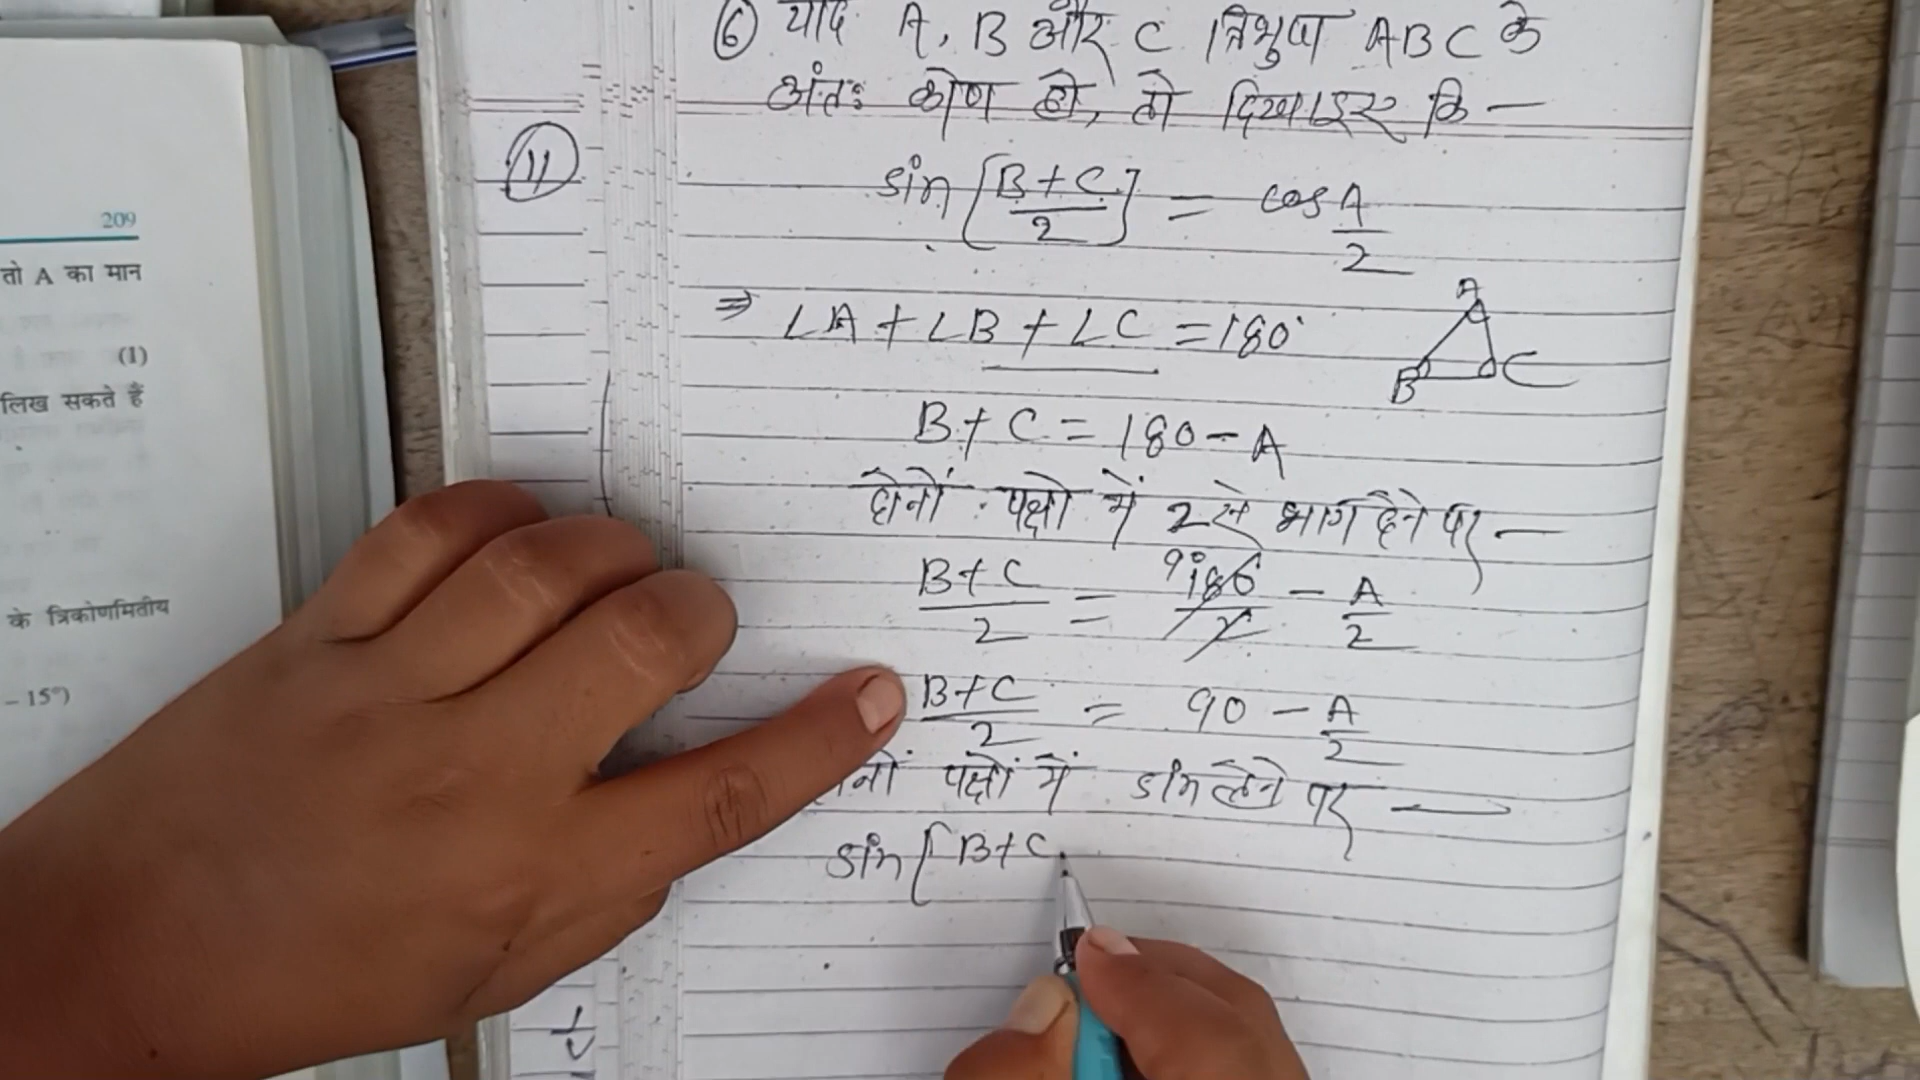 209
तो A का मान
(1)
लिख सकते हैं
के त्रिकोणमितीय
– 15°)
11
6 यदि A, B और C त्रिभुज ABC के
अंतः कोण हो, तो दिखाइए कि —
sin [B+C/2] = cos A/2
A
B C
⇒ ∠A + ∠B + ∠C = 180°
B + C = 180 - A
दोनों पक्षो में 2 से भाग देने पर —
B+C/2 = 90 180/2 - A/2
B+C/2 = 90 - A/2
पक्षों में sin लेने पर —
sin [ B+C